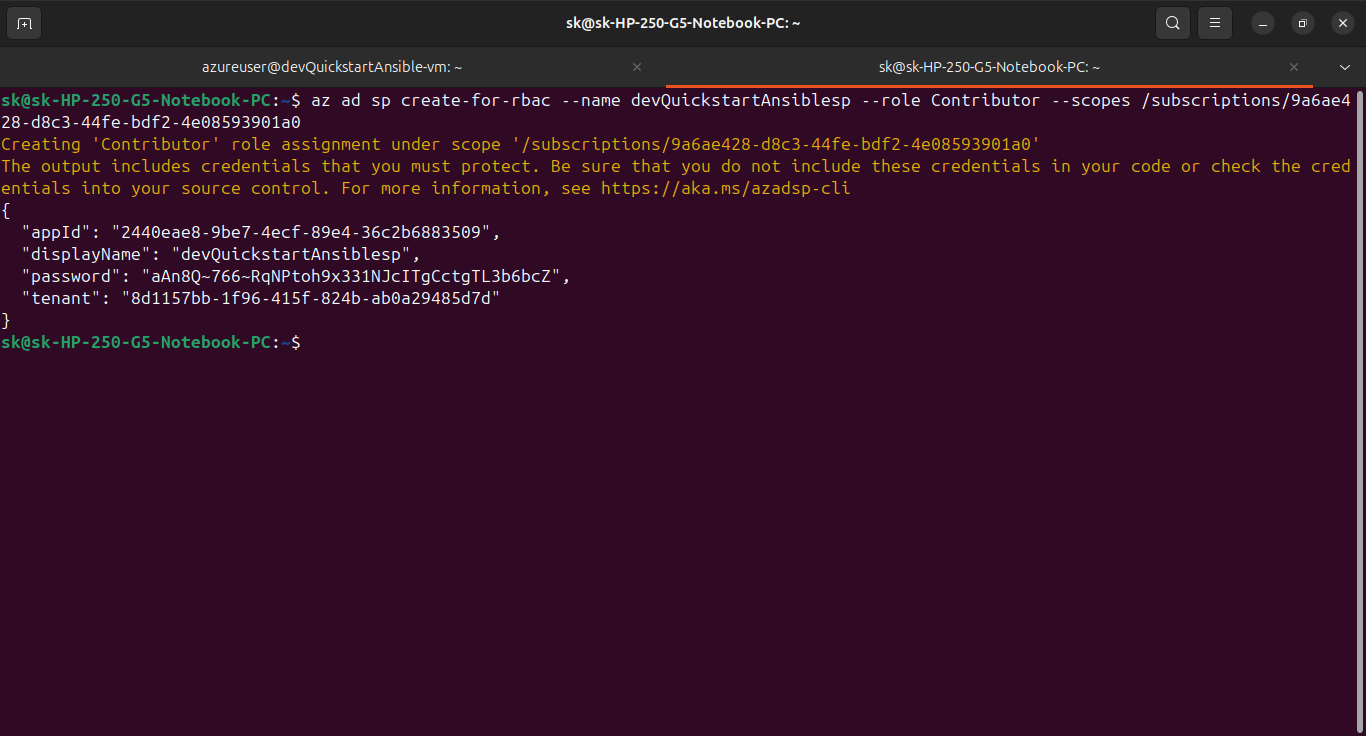 sk@sk-HP-250-G5-Notebook-PC: ~
azureuser@devQuickstartAnsible-vm: ~
sk@sk-HP-250-G5-Notebook-PC: ~
sk@sk-HP-250-G5-Notebook-PC:~$ az ad sp create-for-rbac --name devQuickstartAnsiblesp --role Contributor --scopes /subscriptions/9a6ae4
28-d8c3-44fe-bdf2-4e08593901a0
Creating 'Contributor' role assignment under scope '/subscriptions/9a6ae428-d8c3-44fe-bdf2-4e08593901a0'
The output includes credentials that you must protect. Be sure that you do not include these credentials in your code or check the cred
entials into your source control. For more information, see https://aka.ms/azadsp-cli
{
  "appId": "2440eae8-9be7-4ecf-89e4-36c2b6883509",
  "displayName": "devQuickstartAnsiblesp",
  "password": "aAn8Q~766~RqNPtoh9x331NJcITgCctgTL3b6bcZ",
  "tenant": "8d1157bb-1f96-415f-824b-ab0a29485d7d"
}
sk@sk-HP-250-G5-Notebook-PC:~$